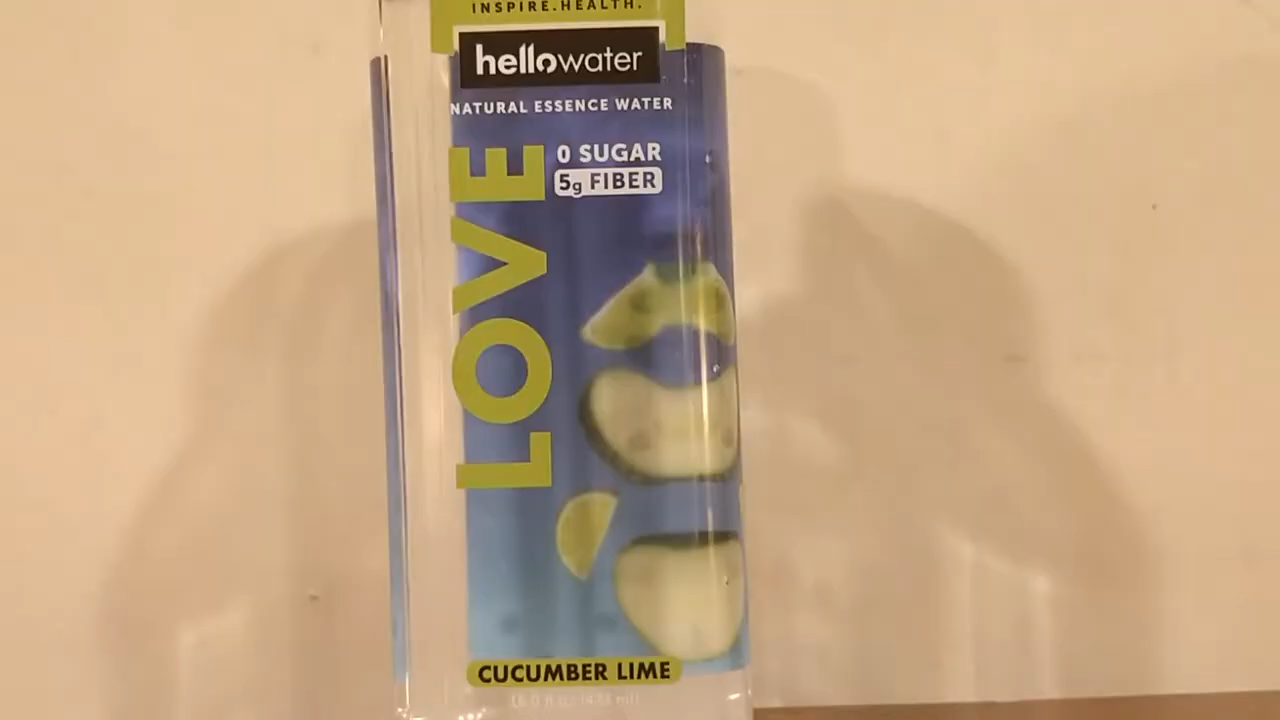 INSPIRE.HEALTH.
hellowater
NATURAL ESSENCE WATER
LOVE
0 SUGAR
5g FIBER
CUCUMBER LIME